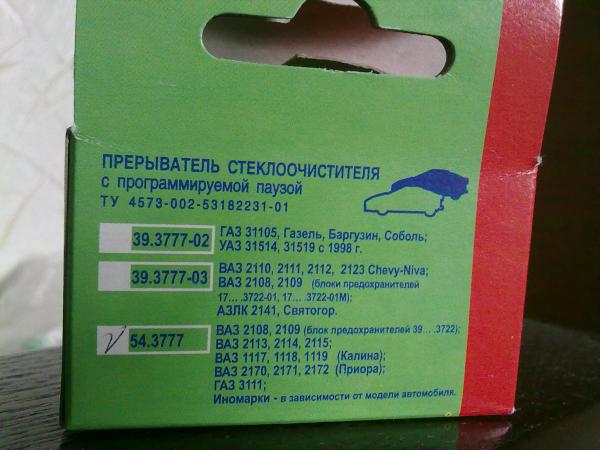 ПРЕРЫВАТЕЛЬ СТЕКЛООЧИСТИТЕЛЯ
с программируемой паузой
ТУ 4573-002-53182231-01
39.3777-02 ГАЗ 31105, Газель, Баргузин, Соболь;
УАЗ 31514, 31519 с 1998 г.
39.3777-03 ВАЗ 2110, 2111, 2112, 2123 Chevy-Niva;
ВАЗ 2108, 2109 (блоки предохранителей
17... .3722-01, 17... .3722-01М);
АЗЛК 2141, Святогор.
V 54.3777 ВАЗ 2108, 2109 (блок предохранителей 39... .3722);
ВАЗ 2113, 2114, 2115;
ВАЗ 1117, 1118, 1119 (Калина);
ВАЗ 2170, 2171, 2172 (Приора);
ГАЗ 3111;
Иномарки - в зависимости от модели автомобиля.